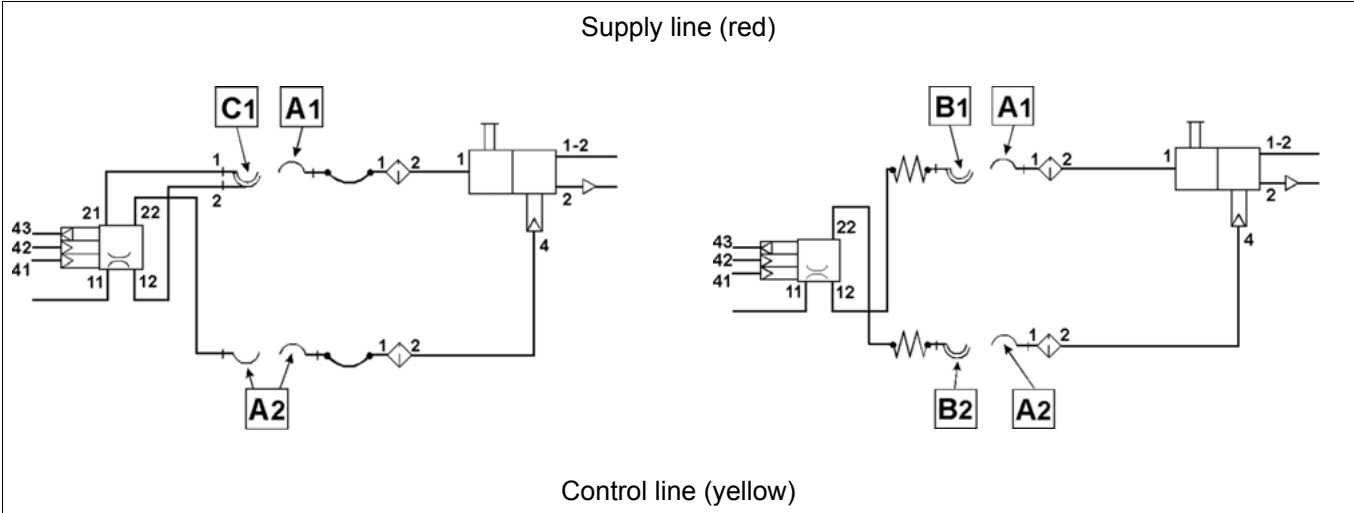 Supply line (red)
C1 A1 B1 A1
1 1 2 1 1-2 1 2 1 1-2
2 2 2
21 22 22
43 4 43 4
42 42
41 41
11 12 11 12
1 2 1 2
A2 B2 A2
Control line (yellow)